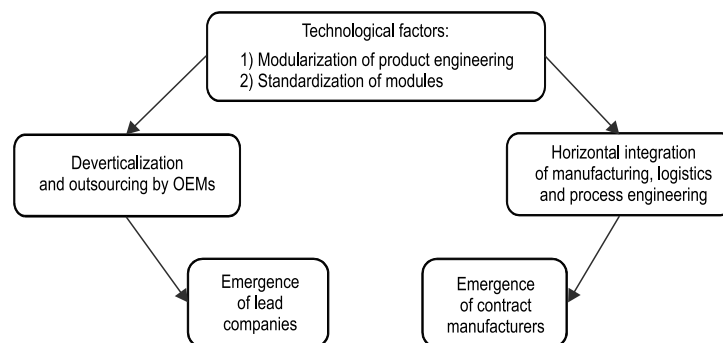 Technological factors:
1) Modularization of product engineering
2) Standardization of modules
Deverticalization
and outsourcing by OEMs
Horizontal integration
of manufacturing, logistics
and process engineering
Emergence
of lead
companies
Emergence
of contract
manufacturers